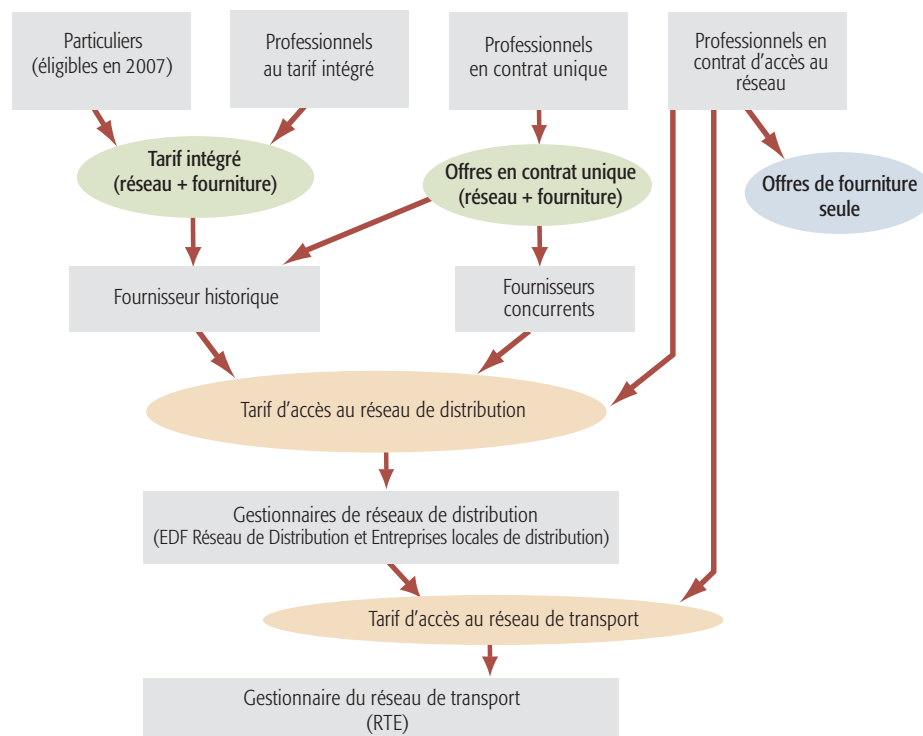 Particuliers
(éligibles en 2007)
Professionnels
au tarif intégré
Professionnels
en contrat unique
Professionnels en
contrat d'accès au
réseau
Tarif intégré
(réseau + fourniture)
Offres en contrat unique
(réseau + fourniture)
Offres de fourniture
seule
Fournisseur historique
Fournisseurs
concurrents
Tarif d'accès au réseau de distribution
Gestionnaires de réseaux de distribution
(EDF Réseau de Distribution et Entreprises locales de distribution)
Tarif d'accès au réseau de transport
Gestionnaire du réseau de transport
(RTE)